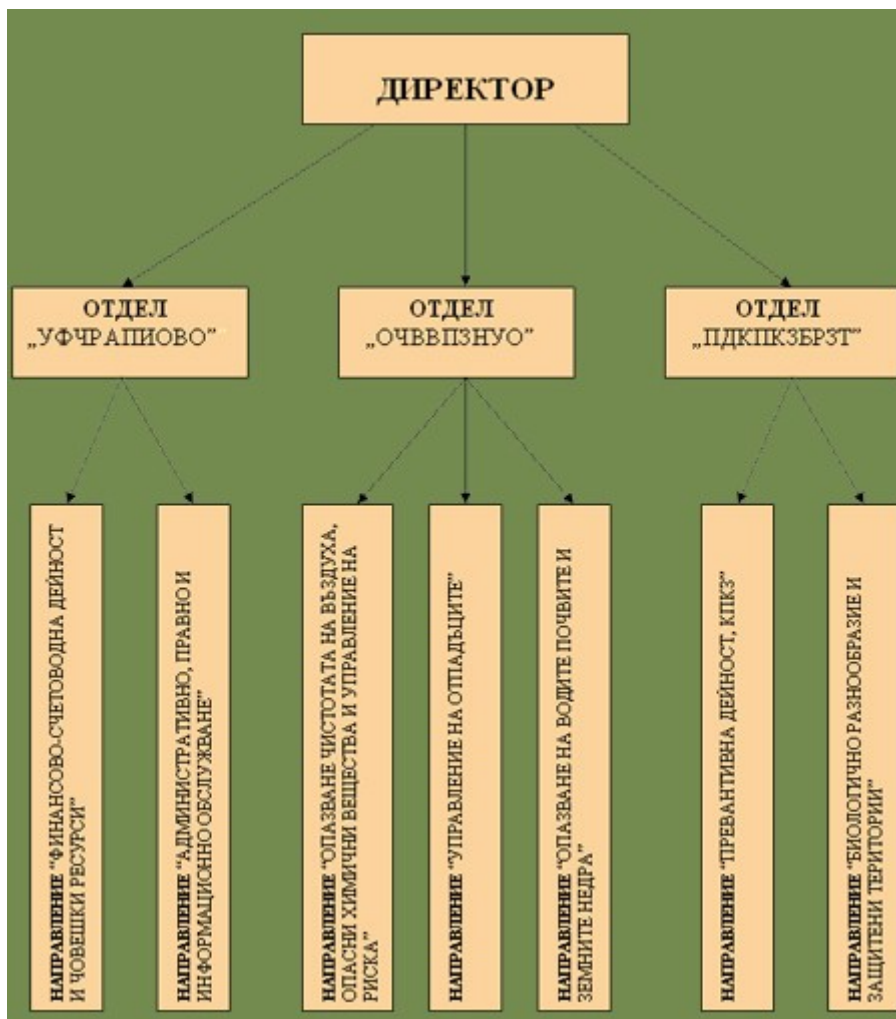 ДИРЕКТОР
ОТДЕЛ
„УФЧРАПИОВО”
ОТДЕЛ
„ОЧВВПЗНУО”
ОТДЕЛ
„ПДКПКЗБРЗТ”
НАПРАВЛЕНИЕ “ФИНАНСОВО-СЧЕТОВОДНА ДЕЙНОСТ
И ЧОВЕШКИ РЕСУРСИ”
НАПРАВЛЕНИЕ “АДМИНИСТРАТИВНО, ПРАВНО И
ИНФОРМАЦИОННО ОБСЛУЖВАНЕ”
НАПРАВЛЕНИЕ “ОПАЗВАНЕ ЧИСТОТАТА НА ВЪЗДУХА,
ОПАСНИ ХИМИЧНИ ВЕЩЕСТВА И УПРАВЛЕНИЕ НА
РИСКА”
НАПРАВЛЕНИЕ “УПРАВЛЕНИЕ НА ОТПАДЪЦИТЕ”
НАПРАВЛЕНИЕ “ОПАЗВАНЕ НА ВОДИТЕ ПОЧВИТЕ И
ЗЕМНИТЕ НЕДРА”
НАПРАВЛЕНИЕ “ПРЕВАНТИВНА ДЕЙНОСТ, КПКЗ”
НАПРАВЛЕНИЕ “БИОЛОГИЧНО РАЗНООБРАЗИЕ И
ЗАЩИТЕНИ ТЕРИТОРИИ”